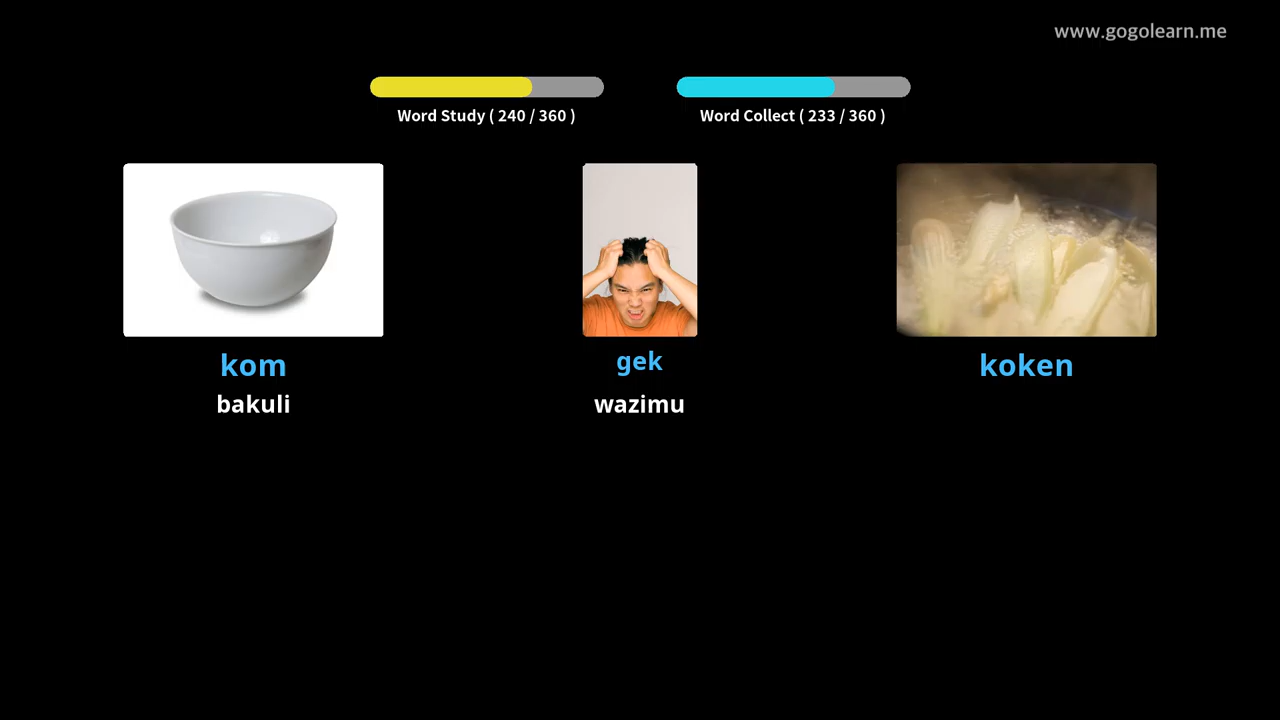 www.gogolearn.me
Word Study ( 240 / 360 )
Word Collect ( 233 / 360 )
kom
gek
koken
bakuli
wazimu